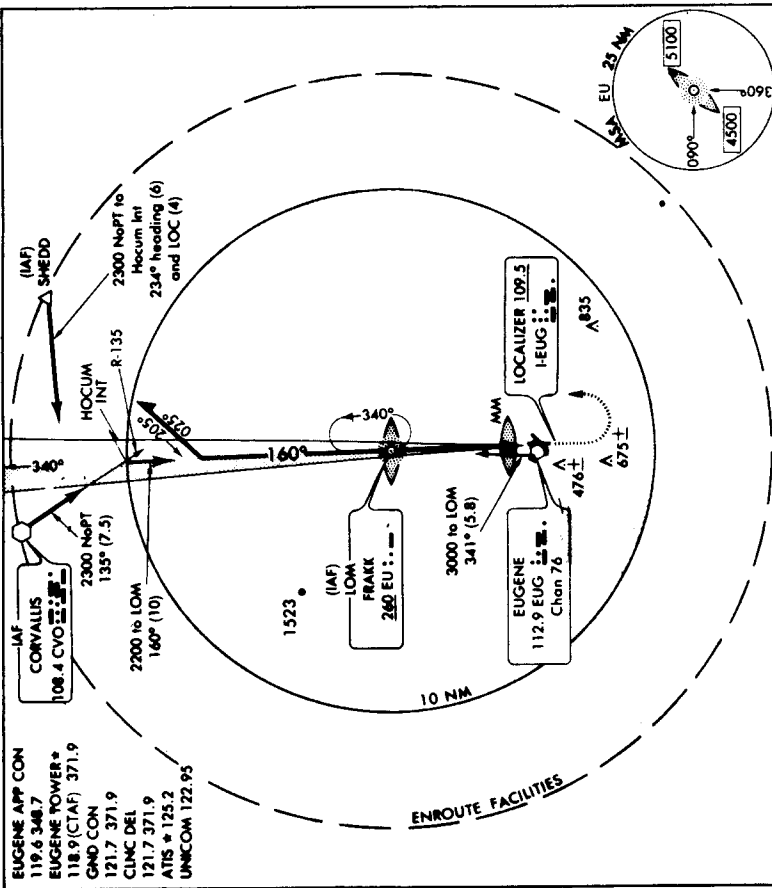 EUGENE APP CON
119.6 348.7
EUGENE TOWER★
118.9 (CTAF) 371.9
GND CON
121.7 371.9
CLNC DEL
121.7 371.9
ATIS ★ 125.2
UNICOM 122.95
IAF
CORVALLIS
108.4 CVO
340°
(IAF)
SHEDD
2300 NoPT to
Hocum Int
234° heading (6)
and LOC (4)
2300 NoPT
135° (7.5)
HOCUM
INT
R-135
2200 to LOM
160° (10)
205°
025°
160°
340°
1523
(IAF)
LOM
FRAKK
260 EU
MM
3000 to LOM
341° (5.8)
LOCALIZER 109.5
I-EUG
EUGENE
112.9 EUG
Chan 76
476±
675±
835
10 NM
ENROUTE FACILITIES
MSA EU 25 NM
5100
4500
090°
360°